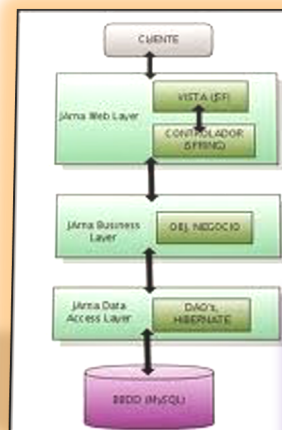 CLIENTE
JArna Web Layer
VISTA (JSF)
CONTROLADOR
(SPRING)
JArna Business
Layer
OBJ. NEGOCIO
JArna Data
Access Layer
DAO's,
HIBERNATE
BBDD (MySQL)